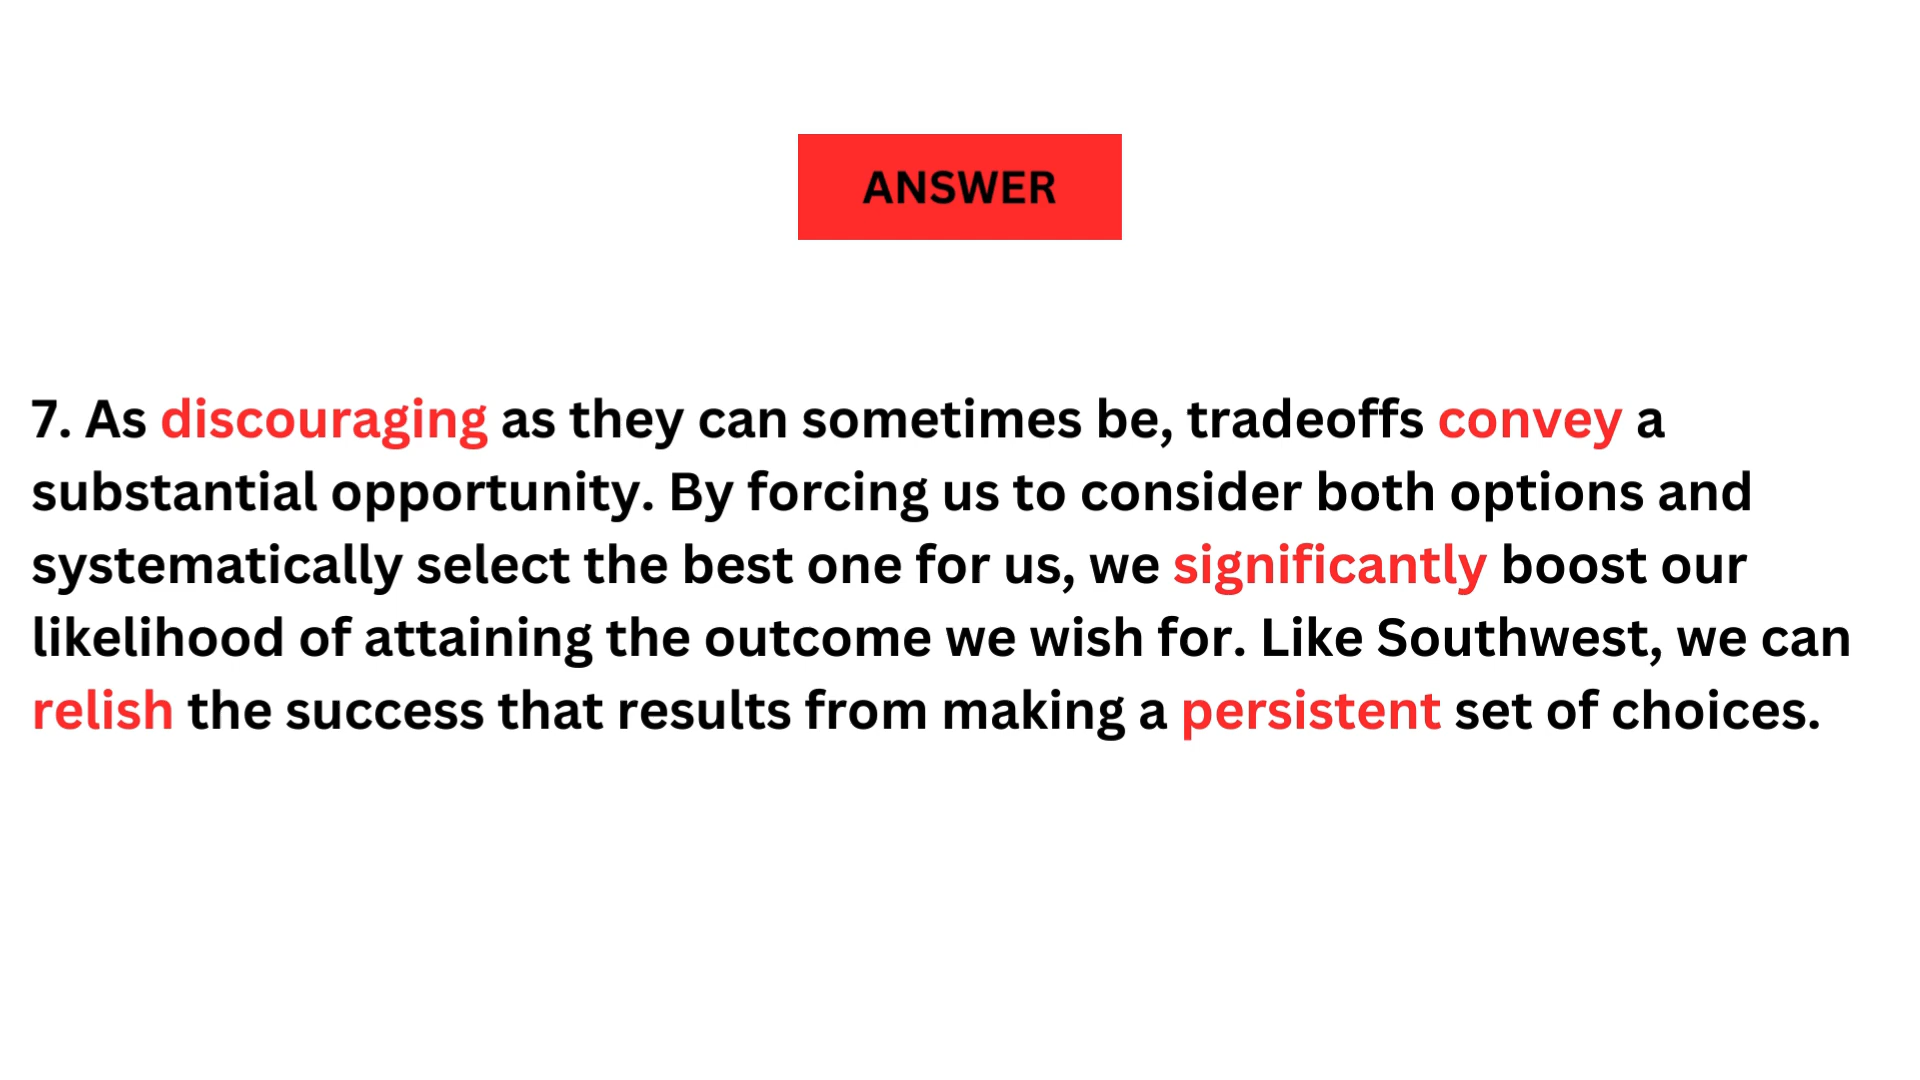 ANSWER
7. As discouraging as they can sometimes be, tradeoffs convey a
substantial opportunity. By forcing us to consider both options and
systematically select the best one for us, we significantly boost our
likelihood of attaining the outcome we wish for. Like Southwest, we can
relish the success that results from making a persistent set of choices.